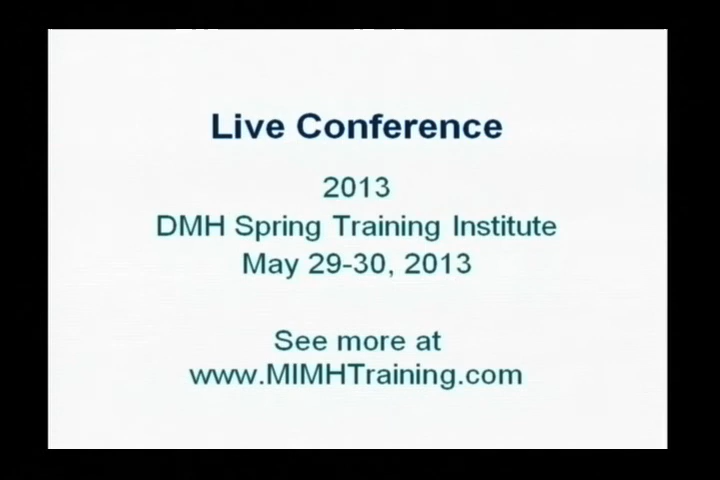 Live Conference
2013
DMH Spring Training Institute
May 29-30, 2013
See more at
www.MIMHTraining.com